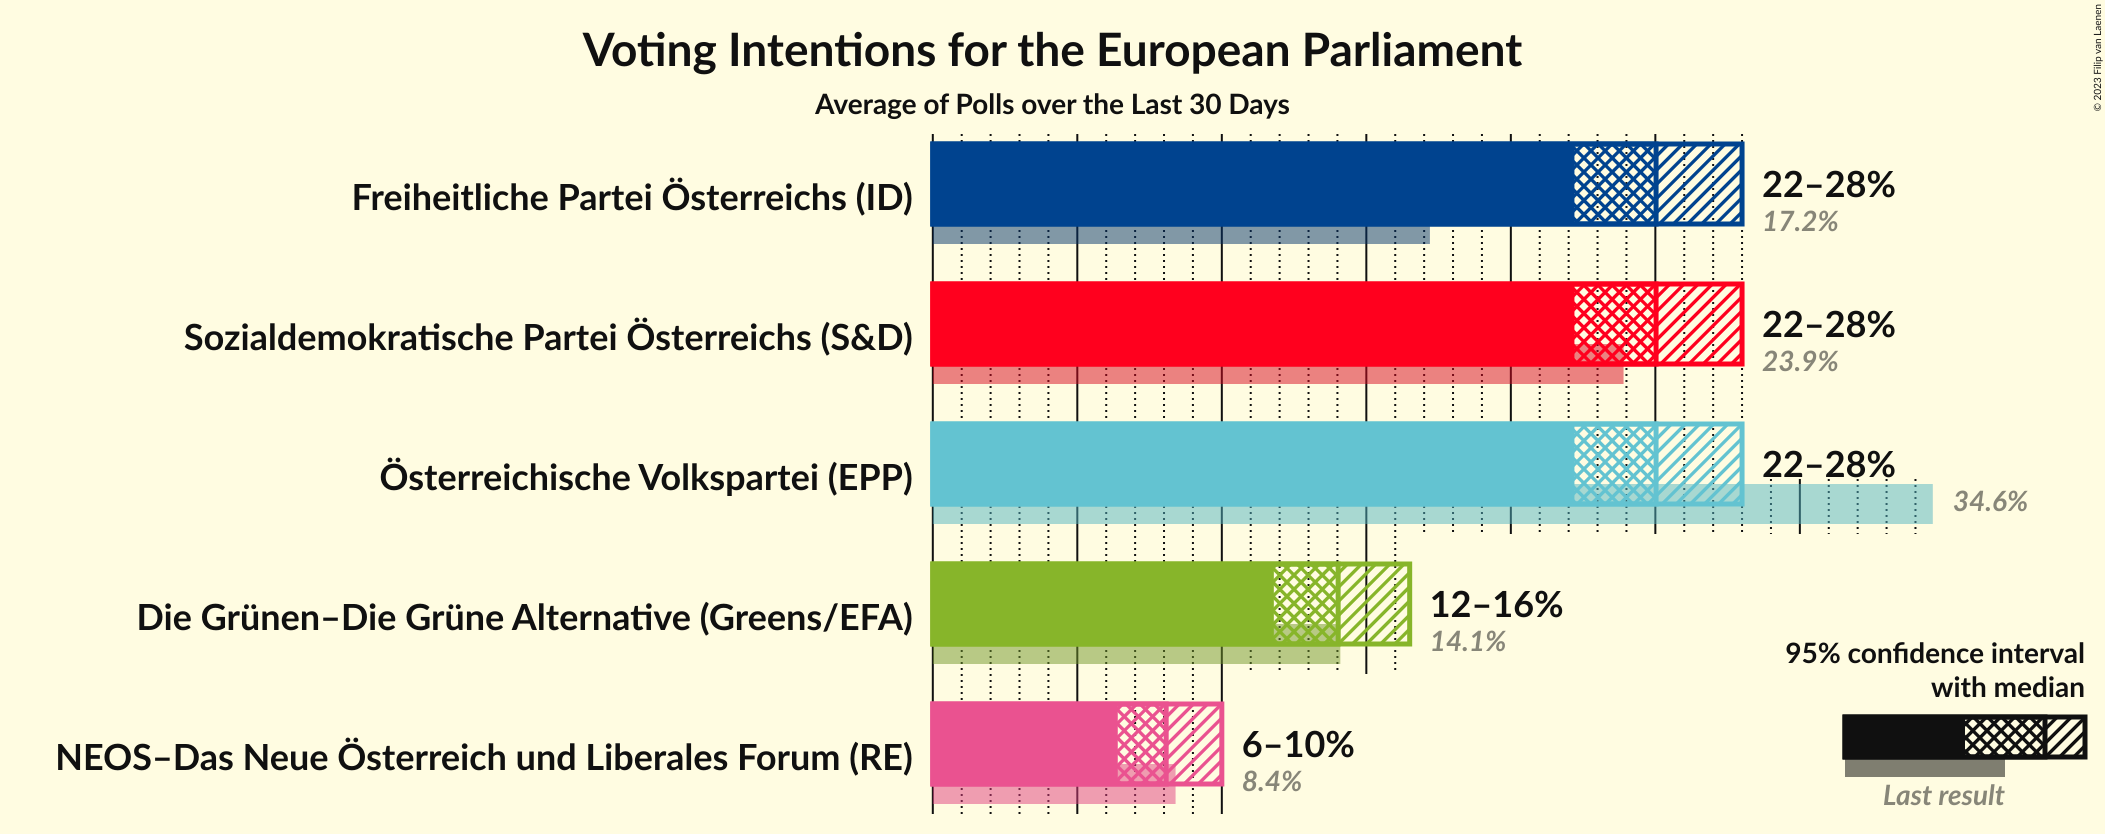 Voting Intentions for the European Parliament
Average of Polls over the Last 30 Days
© 2023 Filip van Laenen
Freiheitliche Partei Österreichs (ID)
22–28%
17.2%
Sozialdemokratische Partei Österreichs (S&D)
22–28%
23.9%
Österreichische Volkspartei (EPP)
22–28%
34.6%
Die Grünen–Die Grüne Alternative (Greens/EFA)
12–16%
14.1%
NEOS–Das Neue Österreich und Liberales Forum (RE)
6–10%
8.4%
95% confidence interval
with median
Last result